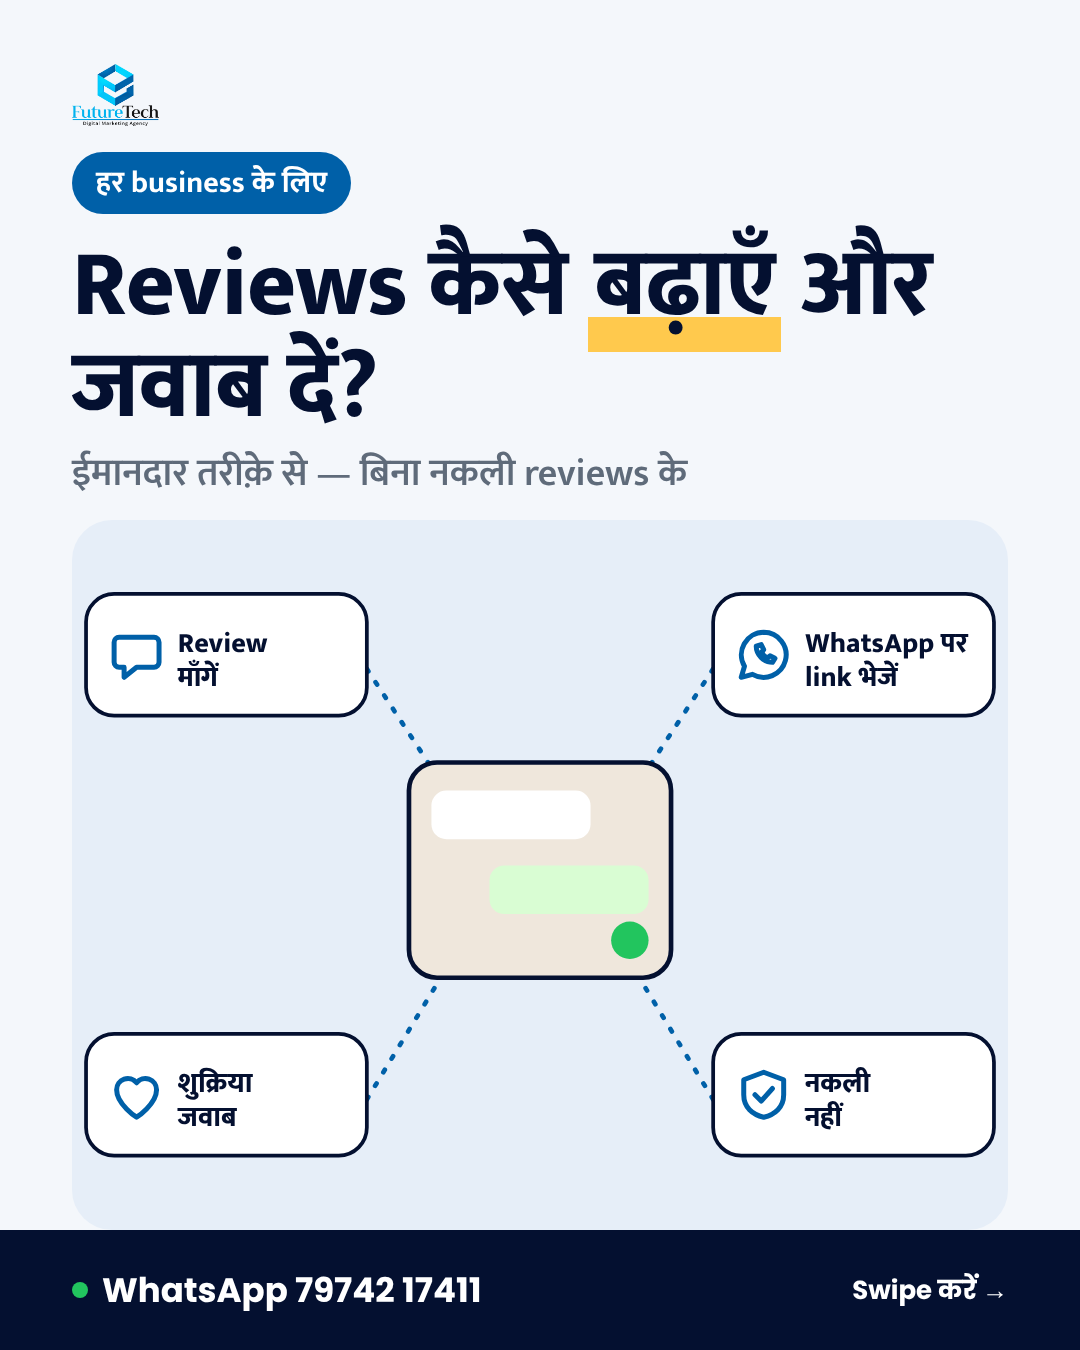 FutureTech
Digital Marketing Agency
हर business के लिए
Reviews कैसे बढ़ाएँ और
जवाब दें?
ईमानदार तरीक़े से — बिना नकली reviews के
Review
माँगें
WhatsApp पर
link भेजें
शुक्रिया
जवाब
नकली
नहीं
WhatsApp 79742 17411
Swipe करें →